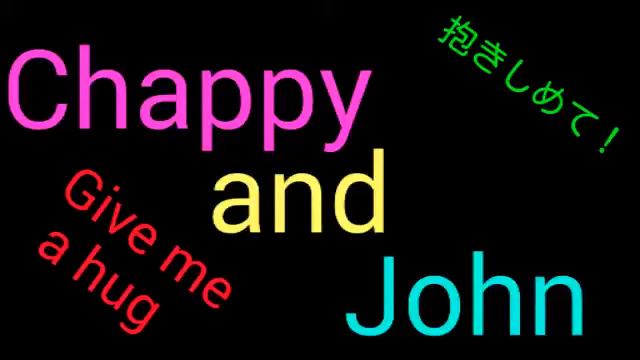 抱きしめて！
Chappy
and
Give me
a hug
John